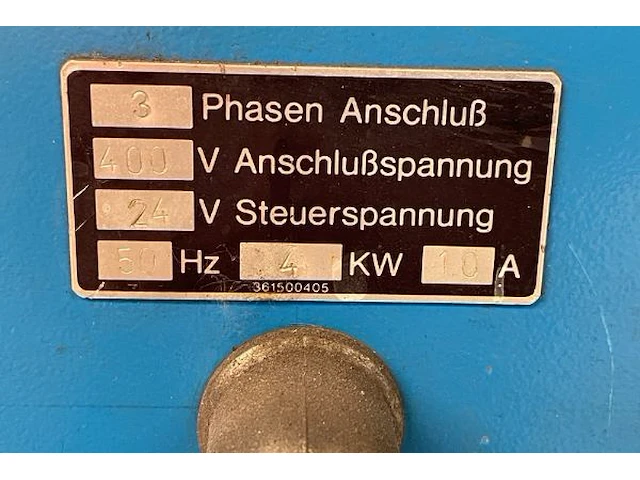 3 Phasen Anschluß
400 V Anschlußspannung
24 V Steuerspannung
50 Hz 4 KW 10 A
361500405